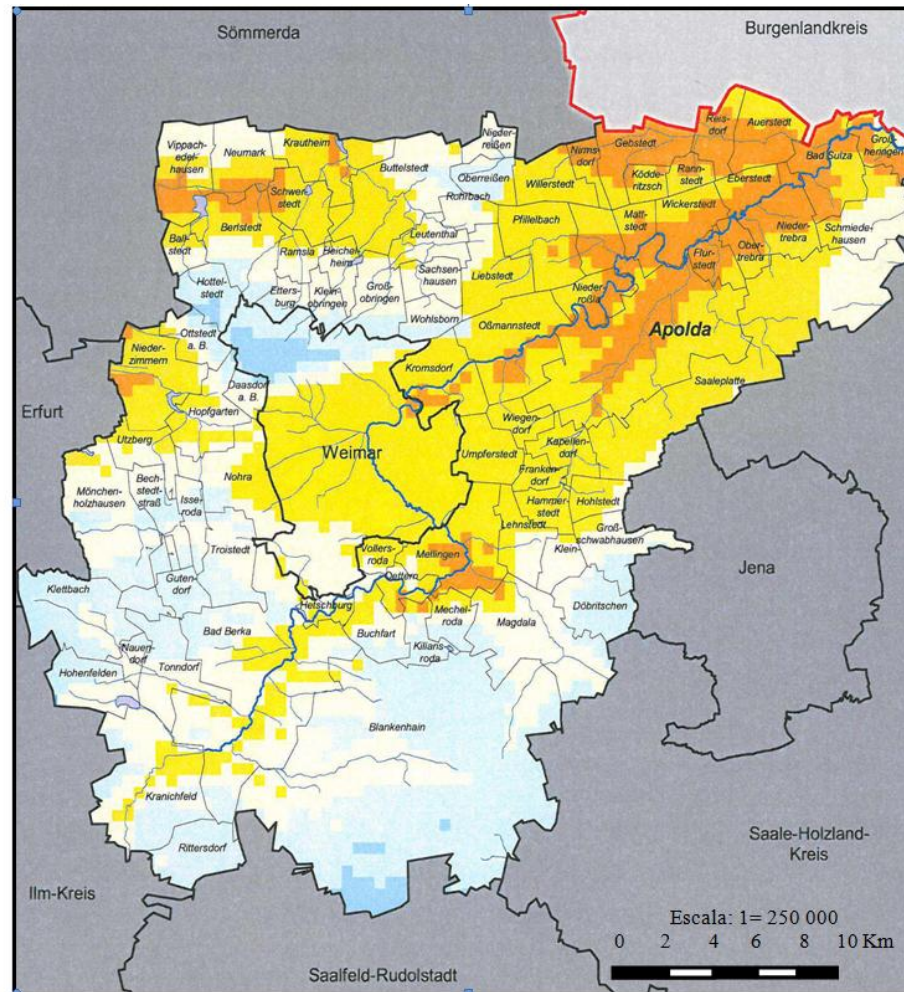 Sömmerda
Burgenlandkreis
Vippach-
edel-
hausen
Neumark
Krautheim
Buttelstedt
Nieder-
reißen
Oberreißen
Rohrbach
Nirms-
dorf
Gebstedt
Reis-
dorf
Auerstedt
Bad Sulza
Groß-
heringen
Schwer-
stedt
Willerstedt
Ködde-
ritzsch
Rann-
stedt
Eberstedt
Wickerstedt
Ball-
stedt
Berlstedt
Ramsla
Heichel-
heim
Leutenthal
Pfiffelbach
Matt-
stedt
Flur-
stedt
Ober-
trebra
Nieder-
trebra
Schmiede-
hausen
Hottel-
stedt
Etters-
burg
Klein-
obringen
Groß-
obringen
Sachsen-
hausen
Wohlsborn
Liebstedt
Nieder-
roßla
Oßmannstedt
Apolda
Ottstedt
a. B.
Nieder-
zimmern
Daasdorf
a. B.
Kromsdorf
Saaleplatte
Erfurt
Hopfgarten
Utzberg
Weimar
Wiegen-
dorf
Kapellen-
dorf
Umpferstedt
Franken-
dorf
Hammer-
stedt
Hohlstedt
Mönchen-
holzhausen
Bech-
stedt-
straß
Isse-
roda
Nohra
Lehnstedt
Groß-
schwabhausen
Klein-
Troistedt
Vollers-
roda
Mellingen
Oettern
Jena
Klettbach
Guten-
dorf
Hetschburg
Döbritschen
Bad Berka
Buchfart
Mechel-
roda
Magdala
Kilians-
roda
Nauen-
dorf
Tonndorf
Hohenfelden
Blankenhain
Kranichfeld
Rittersdorf
Saale-Holzland-
Kreis
Ilm-Kreis
Saalfeld-Rudolstadt
Escala: 1= 250 000
0 2 4 6 8 10 Km